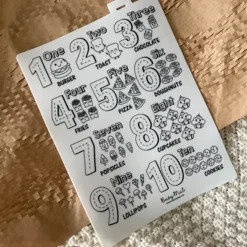 1 One
BURGER
2 Two
TOAST
3 Three
CHOCOLATE
4 Four
FRIES
5 Five
PIZZA
6 Six
DOUGHNUTS
7 Seven
POPSICLES
8 Eight
CUPCAKES
9 Nine
LOLLIPOPS
10 Ten
COOKIES